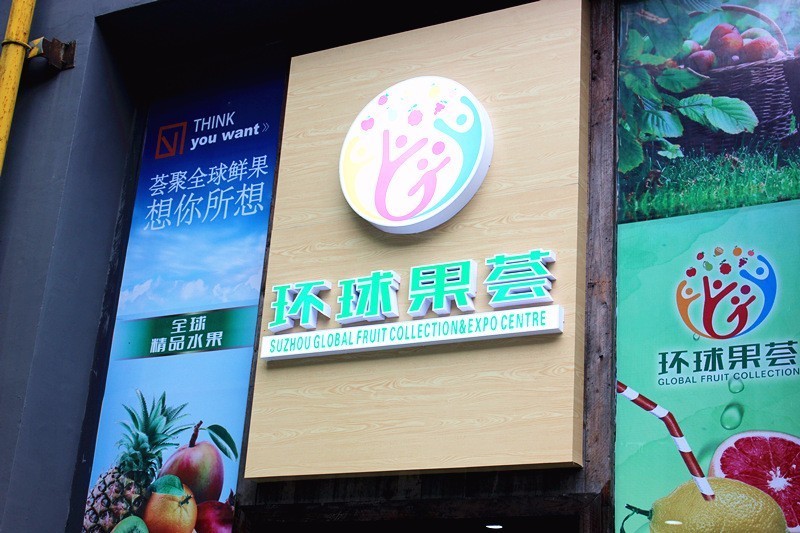 THINK
you want»
荟聚全球鲜果
想你所想
全球
精品水果
环球果荟
SUZHOU GLOBAL FRUIT COLLECTION&EXPO CENTRE
环球果荟
GLOBAL FRUIT COLLECTION